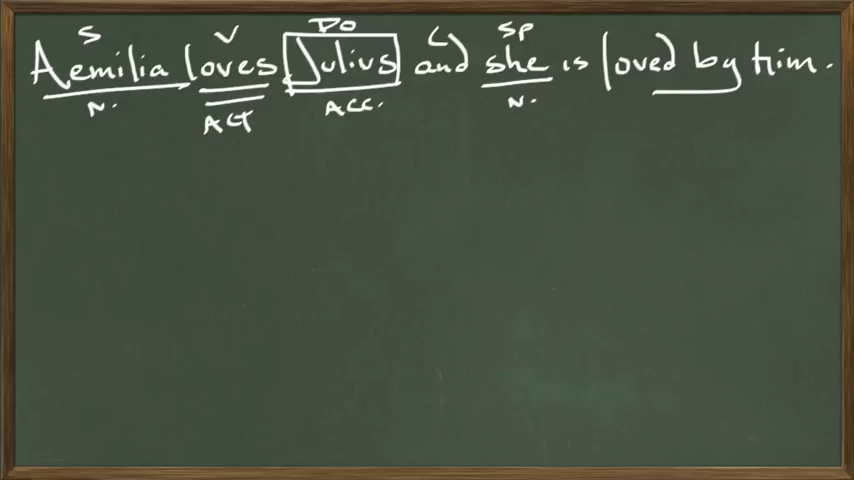 S V DO C SP
Aemilia loves Julius and she is loved by him.
N. ACT ACC. N.